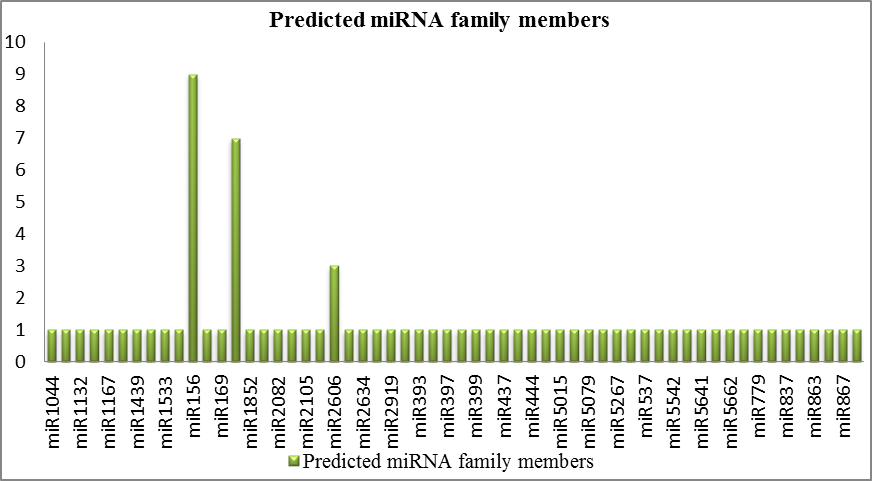 Predicted miRNA family members
10
9
8
7
6
5
4
3
2
1
0
miR1044
miR1132
miR1167
miR1439
miR1533
miR156
miR169
miR1852
miR2082
miR2105
miR2606
miR2634
miR2919
miR393
miR397
miR399
miR437
miR444
miR5015
miR5079
miR5267
miR537
miR5542
miR5641
miR5662
miR779
miR837
miR863
miR867
Predicted miRNA family members